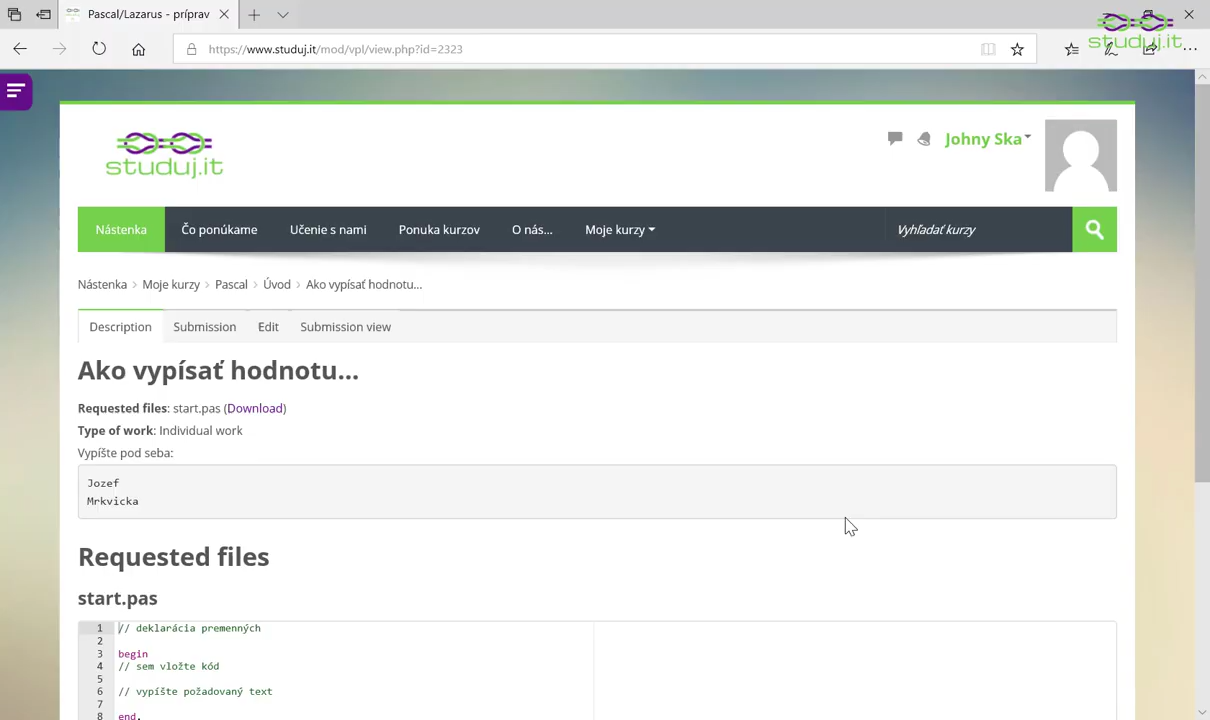 Pascal/Lazarus - príprav
https://www.studuj.it/mod/vpl/view.php?id=2323
studuj.it
studuj.it
Johny Ska
Nástenka Čo ponúkame Učenie s nami Ponuka kurzov O nás... Moje kurzy Vyhľadať kurzy
Nástenka > Moje kurzy > Pascal > Úvod > Ako vypísať hodnotu...
Description Submission Edit Submission view
Ako vypísať hodnotu...
Requested files: start.pas (Download)
Type of work: Individual work
Vypíšte pod seba:
Jozef
Mrkvicka
Requested files
start.pas
1 // deklarácia premenných
2
3 begin
4 // sem vložte kód
5
6 // vypíšte požadovaný text
7
8 end.